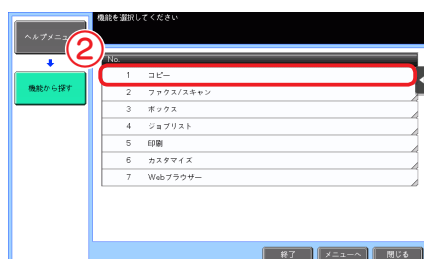 機能を選択してください
ヘルプメニュー
②
機能から探す
No.
1 コピー
2 ファクス/スキャン
3 ボックス
4 ジョブリスト
5 印刷
6 カスタマイズ
7 Webブラウザー
終了 メニューへ 閉じる